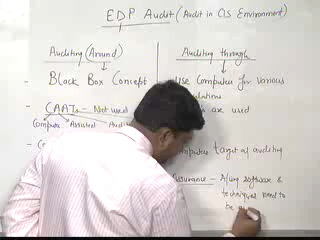 EDP Audit (Audit in CIS Environment)
Auditing (Around)
Auditing through
Black Box Concept
Use Computer for various
CAATs - Not used
are used
Computer Assisted
Computer target of auditing
Assurance -
software &
techniques need to
be